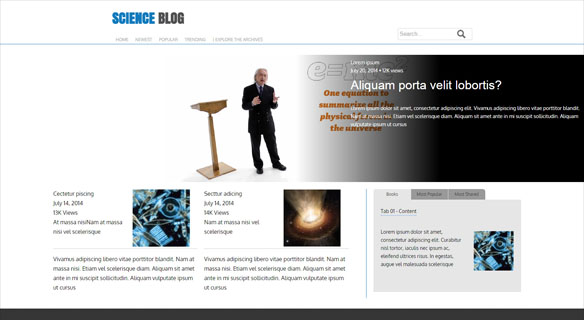 SCIENCE BLOG
HOME NEWEST POPULAR TRENDING | EXPLORE THE ARCHIVES
Search...
Lorem ipsum
July 20, 2014 • 12K views
Aliquam porta velit lobortis?
Lorem ipsum dolor sit amet, consectetur adipiscing elit. Vivamus adipiscing libero vitae porttitor blandit.
Nam at massa nisi. Etiam vel scelerisque diam. Aliquam sit amet ante in mi suscipit sollicitudin. Aliquam
vulputate ipsum ut cursus
e=mc²
One equation to
summarize all the
physical
the universe
Cectetur piscing
July 14, 2014
13K Views
At massa nisiNam at massa
nisi vel scelerisque
Vivamus adipiscing libero vitae porttitor blandit. Nam at
massa nisi. Etiam vel scelerisque diam. Aliquam sit amet
ante in mi suscipit sollicitudin. Aliquam vulputate ipsum
ut cursus
Secttur adicing
July 14, 2014
14K Views
Nam at massa nisi vel
scelerisque
Vivamus adipiscing libero vitae porttitor blandit. Nam at
massa nisi. Etiam vel scelerisque diam. Aliquam sit amet
ante in mi suscipit sollicitudin. Aliquam vulputate ipsum
ut cursus
Books Most Popular Most Shared
Tab 01 - Content
Lorem ipsum dolor sit amet,
consectetur adipiscing elit. Curabitur
nisl tortor, iaculis nec ipsum ac,
eleifend ultrices risus. In egestas,
augue vel malesuada scelerisque